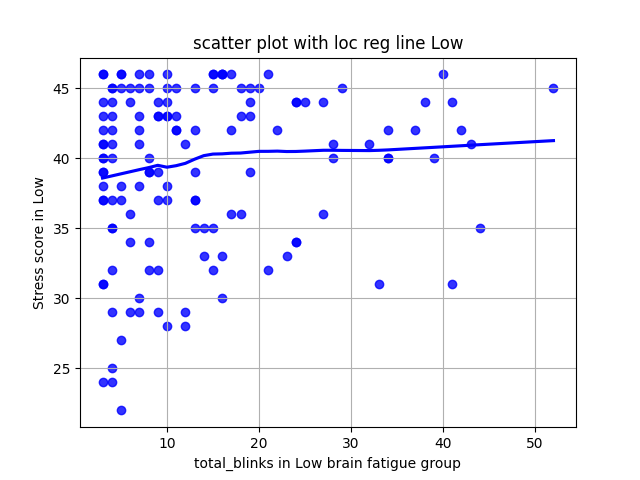 scatter plot with loc reg line Low
45
40
35
30
25
Stress score in Low
10 20 30 40 50
total_blinks in Low brain fatigue group